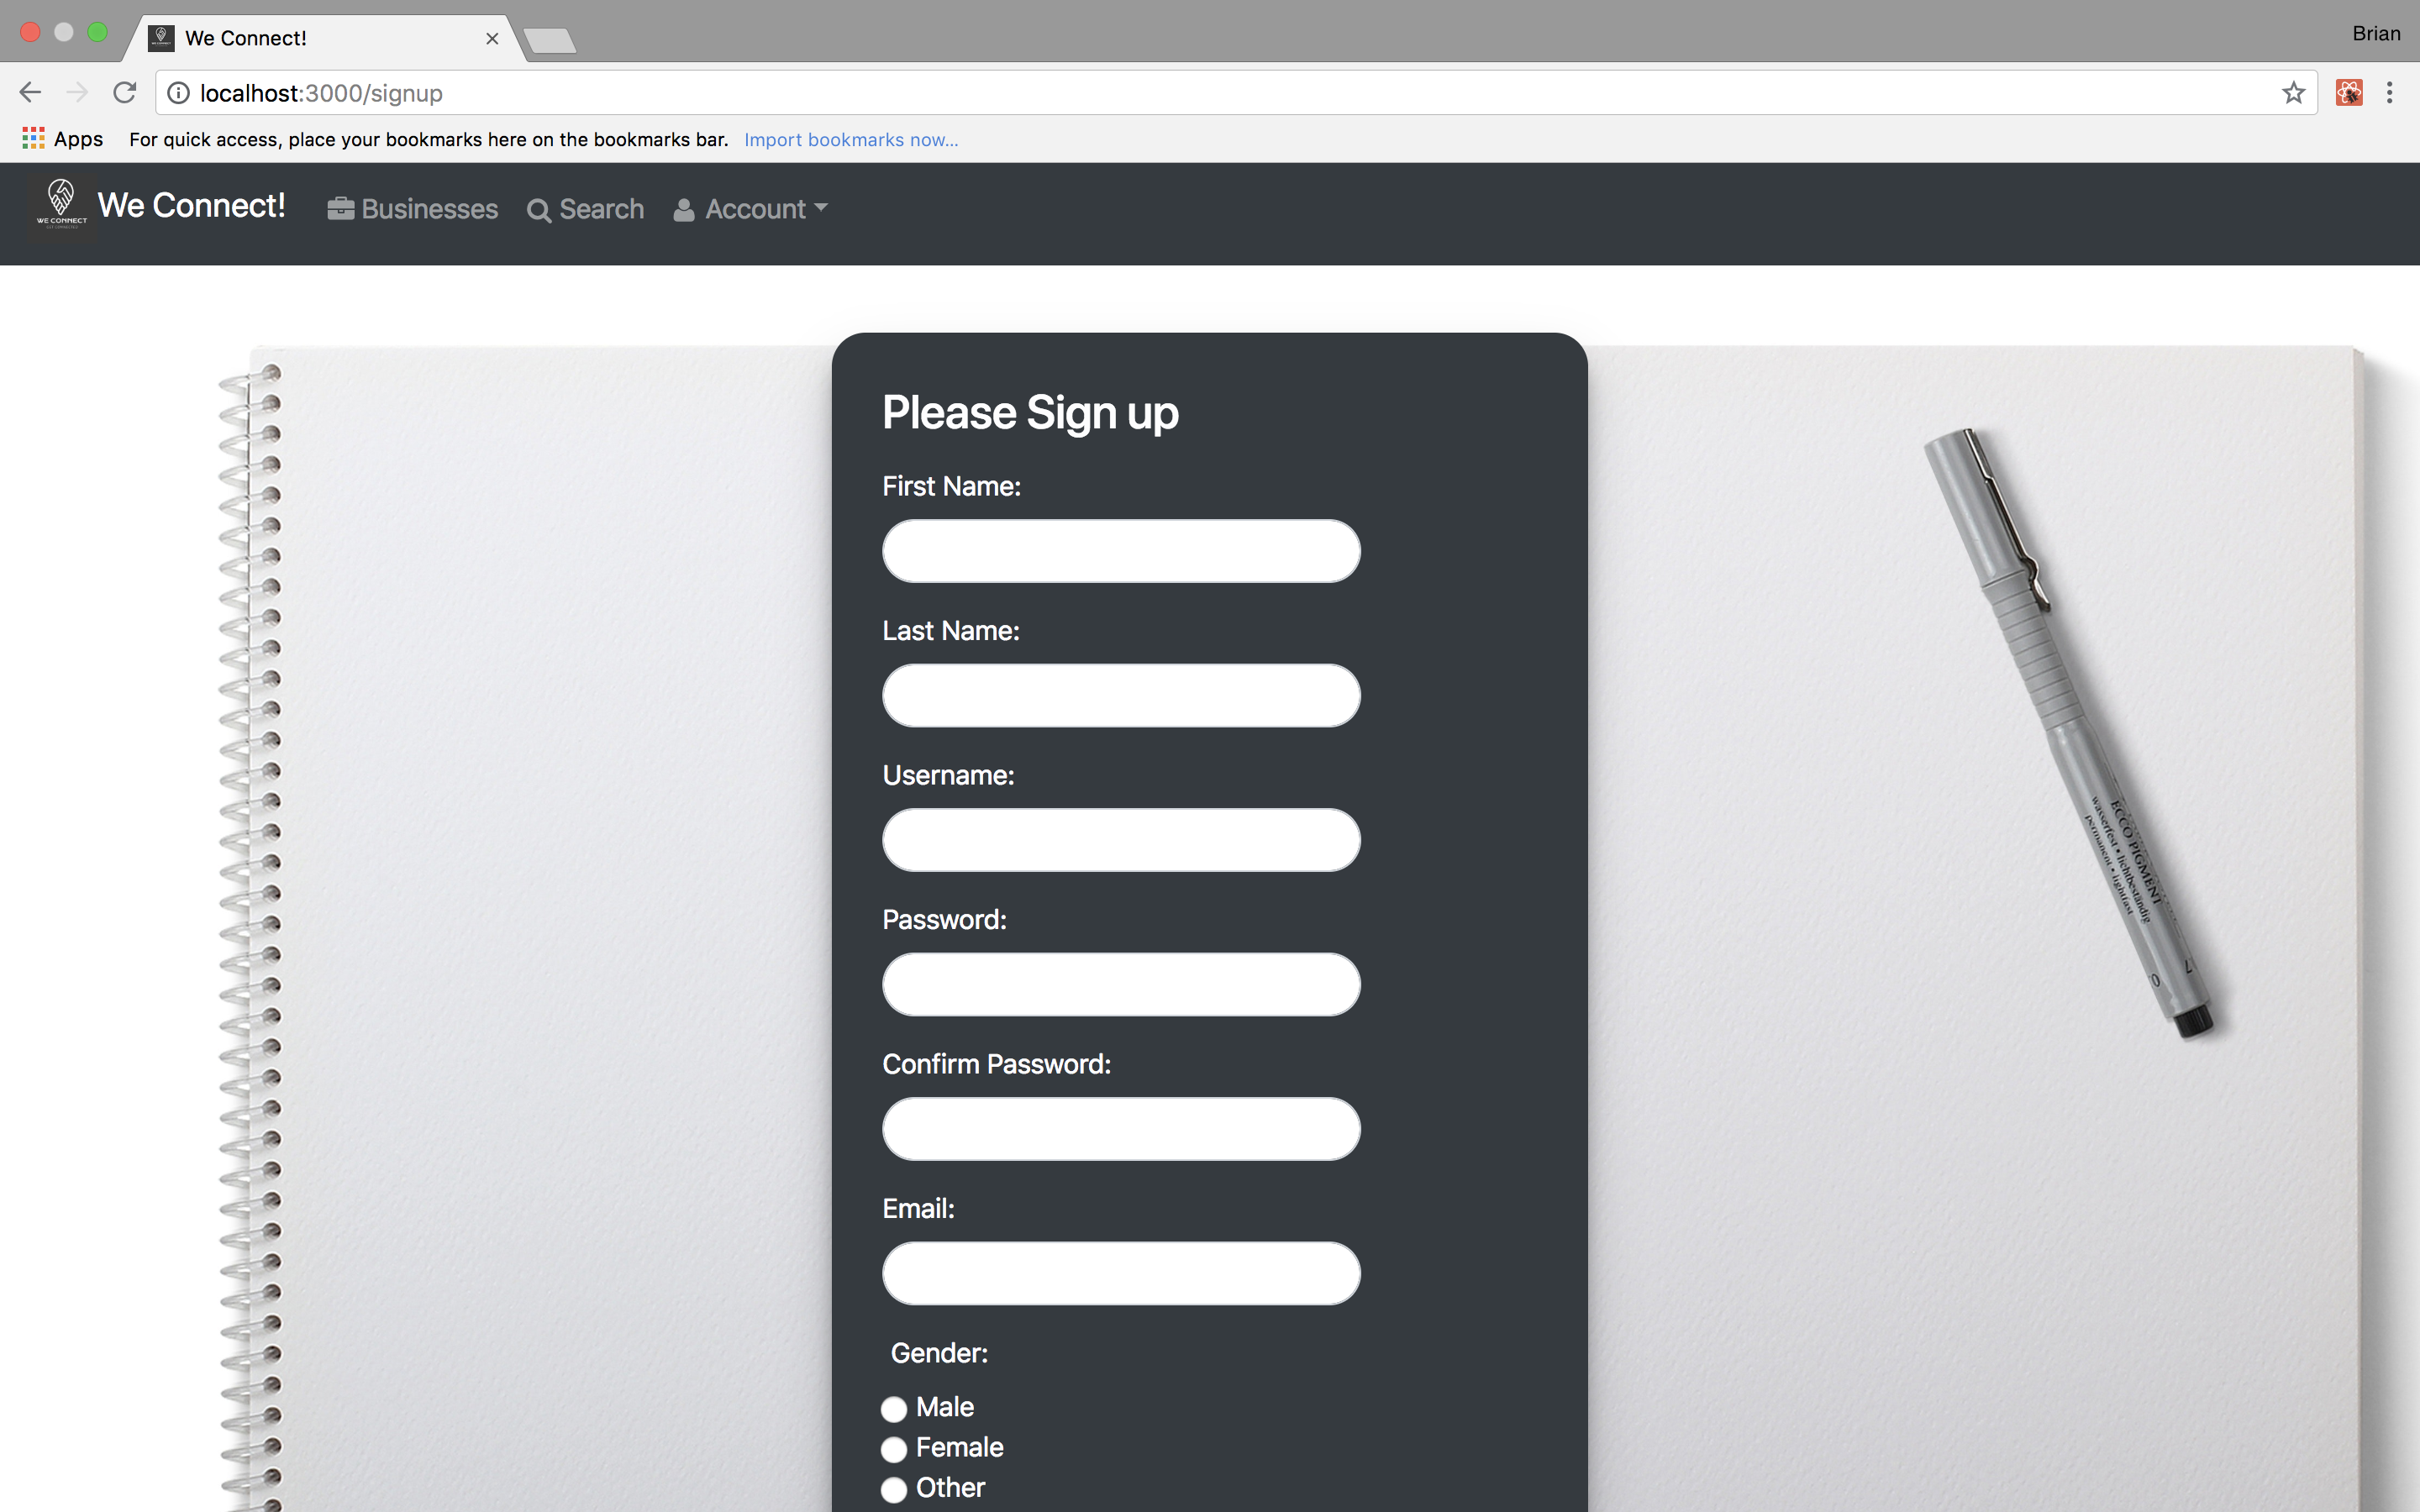 We Connect!
Brian
localhost:3000/signup
Apps For quick access, place your bookmarks here on the bookmarks bar. Import bookmarks now...
WE CONNECT
We Connect! Businesses Search Account
Please Sign up
First Name:
Last Name:
Username:
Password:
Confirm Password:
Email:
Gender:
Male
Female
Other
ECCO PIGMENT
wasserfest • lichtbeständig
permanent • lightfast